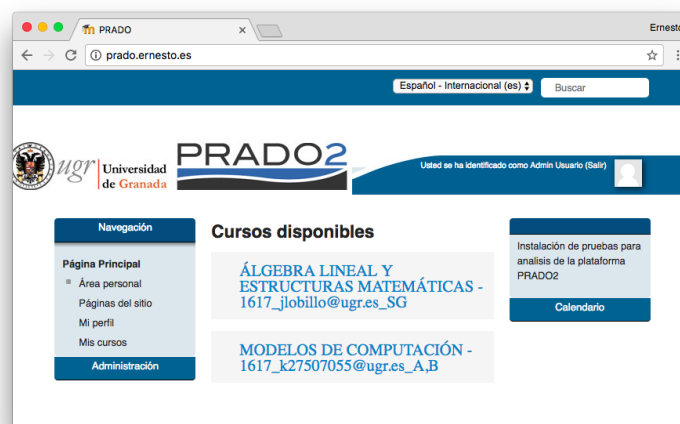 PRADO
Ernesto
prado.ernesto.es
Español - Internacional (es)
Buscar
ugr Universidad
de Granada
PRADO2
Usted se ha identificado como Admin Usuario (Salir)
Navegación
Página Principal
Área personal
Páginas del sitio
Mi perfil
Mis cursos
Administración
Cursos disponibles
ÁLGEBRA LINEAL Y
ESTRUCTURAS MATEMÁTICAS -
1617_jlobillo@ugr.es_SG
MODELOS DE COMPUTACIÓN -
1617_k27507055@ugr.es_A,B
Instalación de pruebas para
analisis de la plataforma
PRADO2
Calendario